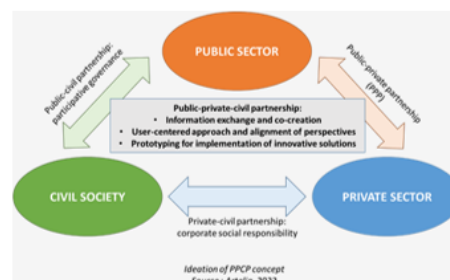 PUBLIC SECTOR
Public-civil partnership:
participative governance
Public-private partnership
(PPP)
Public-private-civil partnership:
• Information exchange and co-creation
• User-centered approach and alignment of perspectives
• Prototyping for implementation of innovative solutions
CIVIL SOCIETY
PRIVATE SECTOR
Private-civil partnership:
corporate social responsibility
Ideation of PPCP concept